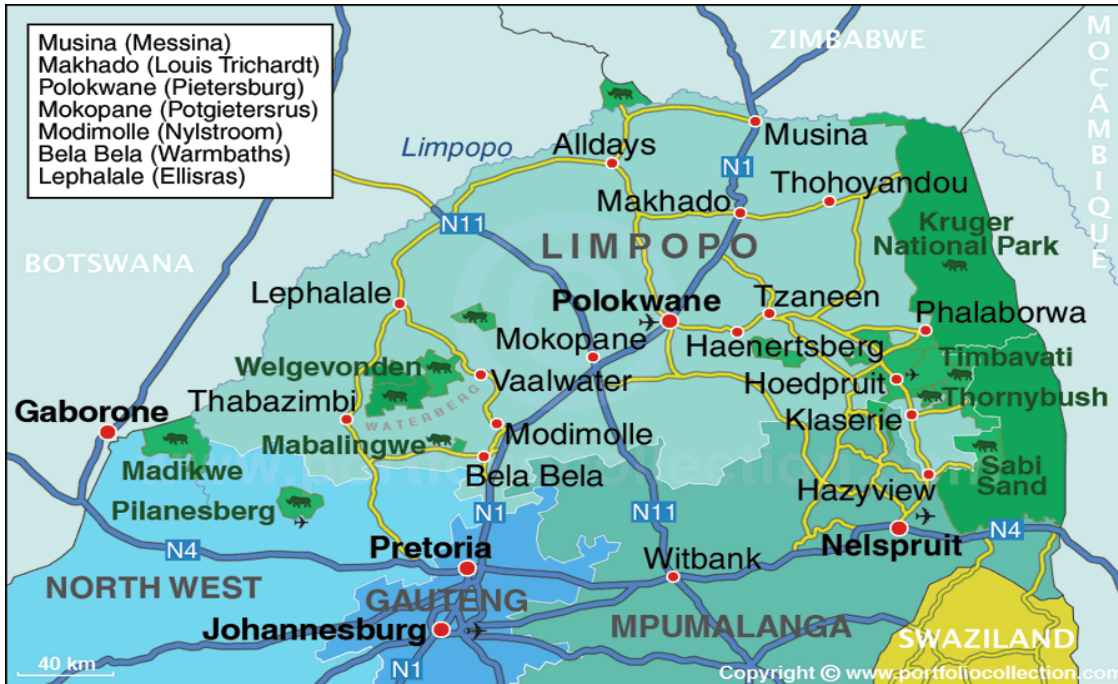 Musina (Messina)
Makhado (Louis Trichardt)
Polokwane (Pietersburg)
Mokopane (Potgietersrus)
Modimolle (Nylstroom)
Bela Bela (Warmbaths)
Lephalale (Ellisras)
ZIMBABWE
MOÇAMBIQUE
Limpopo
Alldays
Musina
N1
Thohoyandou
Makhado
N11
Kruger
National Park
LIMPOPO
BOTSWANA
Lephalale
Polokwane
Tzaneen
Phalaborwa
Mokopane
Haenertsberg
Welgevonden
Timbavati
Vaalwater
Hoedpruit
Thornybush
Thabazimbi
WATERBERG
Klaserie
Gaborone
Modimolle
Mabalingwe
Madikwe
Bela Bela
Sabi
Sand
Hazyview
Pilanesberg
N1
N11
N4
Nelspruit
N4
Pretoria
Witbank
NORTH WEST
GAUTENG
Johannesburg
MPUMALANGA
SWAZILAND
N1
40 km
©
www.portfoliocollection.com
Copyright © www.portfoliocollection.com